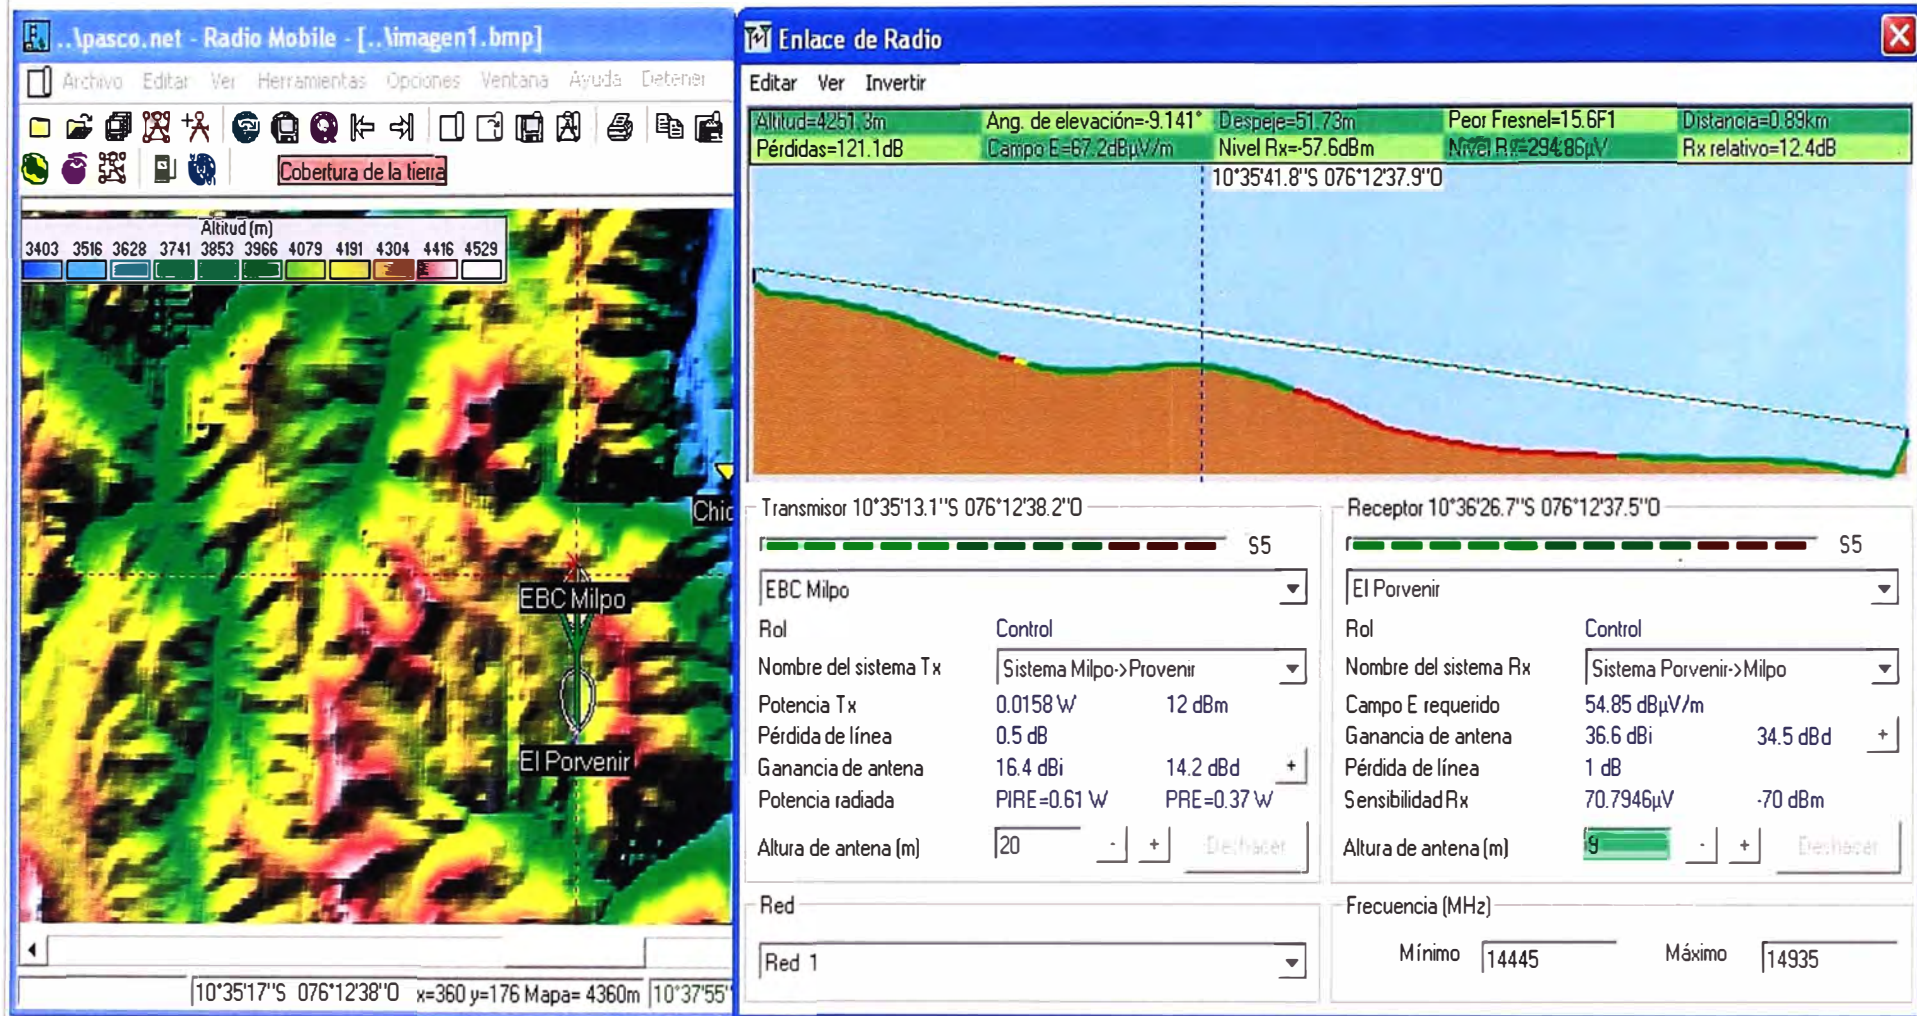 ..\pasco.net - Radio Mobile - [..\imagen1.bmp]
Archivo Editar Ver Herramientas Opciones Ventana Ayuda Detener
Cobertura de la tierra
Altitud (m)
3403 3516 3628 3741 3853 3966 4079 4191 4304 4416 4529
Chic
EBC Milpo
El Porvenir
10°35'17"S 076°12'38"O x=360 y=176 Mapa= 4360m 10°37'55"
Enlace de Radio
Editar Ver Invertir
Altitud=4251.3m Ang. de elevación=-9.141° Despeje=51.73m Peor Fresnel=15.6F1 Distancia=0.89km
Pérdidas=121.1dB Campo E=67.2dBµV/m Nivel Rx=-57.6dBm Nivel Rx=294.86µV Rx relativo=12.4dB
10°35'41.8"S 076°12'37.9"O
Transmisor 10°35'13.1"S 076°12'38.2"O
S5
EBC Milpo
Rol Control
Nombre del sistema Tx Sistema Milpo->Provenir
Potencia Tx 0.0158 W 12 dBm
Pérdida de línea 0.5 dB
Ganancia de antena 16.4 dBi 14.2 dBd +
Potencia radiada PIRE=0.61 W PRE=0.37 W
Altura de antena (m) 20 - + Deshacer
Red
Red 1
Receptor 10°36'26.7"S 076°12'37.5"O
S5
El Porvenir
Rol Control
Nombre del sistema Rx Sistema Porvenir->Milpo
Campo E requerido 54.85 dBµV/m
Ganancia de antena 36.6 dBi 34.5 dBd +
Pérdida de línea 1 dB
Sensibilidad Rx 70.7946µV -70 dBm
Altura de antena (m) 9 - + Deshacer
Frecuencia (MHz)
Mínimo 14445 Máximo 14935